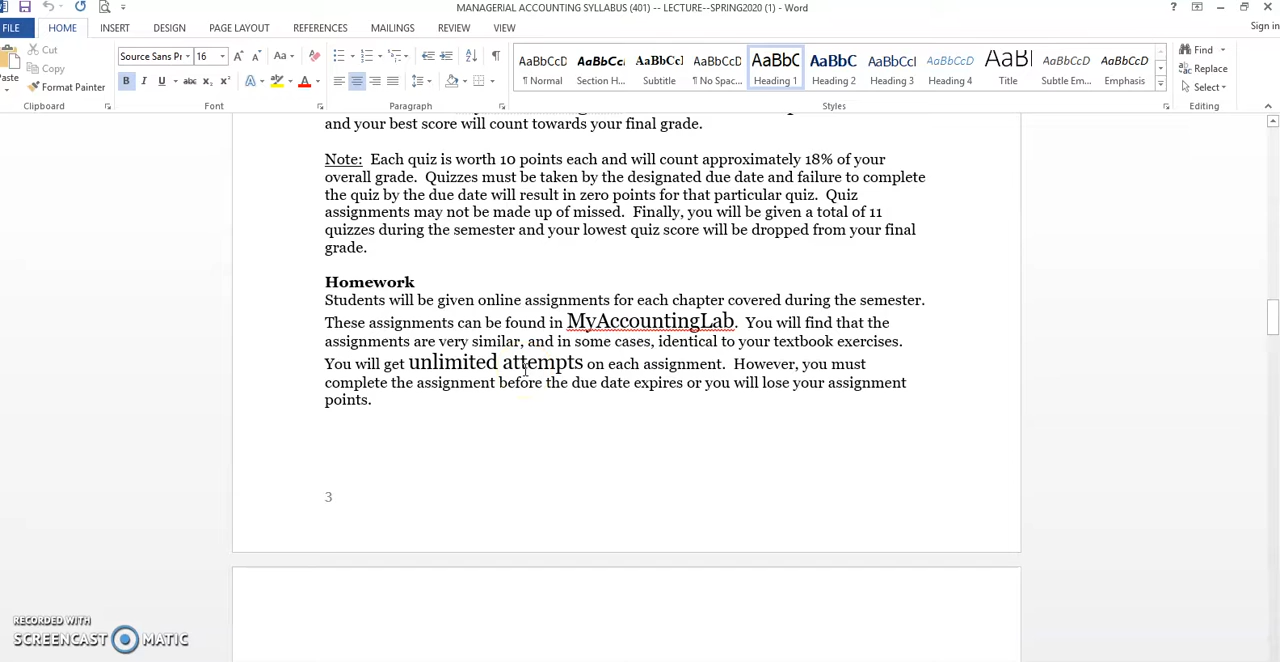 MANAGERIAL ACCOUNTING SYLLABUS (401) -- LECTURE--SPRING2020 (1) - Word
?
FILE HOME INSERT DESIGN PAGE LAYOUT REFERENCES MAILINGS REVIEW VIEW Sign in
Cut
Copy
Format Painter
Paste
Clipboard
Source Sans Pr 16
Aa
B I U abc x₂ x²
Font
Paragraph
AaBbCcDc AaBbCc AaBbCc AaBbCcD AaBbC AaBbC AaBbCcI AaBbCcD AaBl AaBbCcD AaBbCcD
¶ Normal Section H... Subtitle ¶ No Spac... Heading 1 Heading 2 Heading 3 Heading 4 Title Subtle Em... Emphasis
Styles
Find
Replace
Select
Editing
and your best score will count towards your final grade.
Note: Each quiz is worth 10 points each and will count approximately 18% of your
overall grade. Quizzes must be taken by the designated due date and failure to complete
the quiz by the due date will result in zero points for that particular quiz. Quiz
assignments may not be made up of missed. Finally, you will be given a total of 11
quizzes during the semester and your lowest quiz score will be dropped from your final
grade.
Homework
Students will be given online assignments for each chapter covered during the semester.
These assignments can be found in MyAccountingLab. You will find that the
assignments are very similar, and in some cases, identical to your textbook exercises.
You will get unlimited attempts on each assignment. However, you must
complete the assignment before the due date expires or you will lose your assignment
points.
3
RECORDED WITH
SCREENCAST MATIC